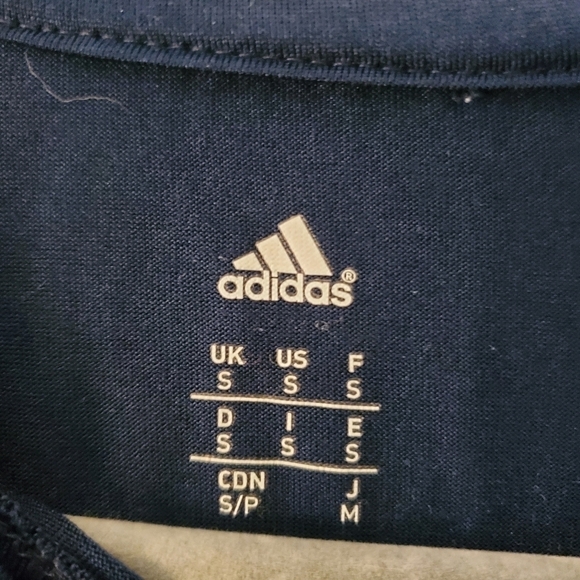 adidas®
UK US F
S S S
D I E
S S S
CDN J
S/P M